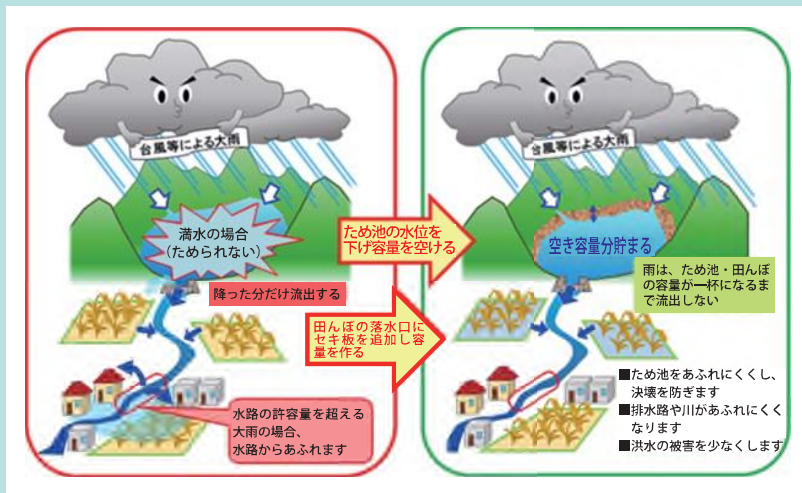 台風等による大雨
満水の場合
（ためられない）
降った分だけ流出する
水路の許容量を超える
大雨の場合、
水路からあふれます
ため池の水位を
下げ容量を空ける
田んぼの落水口に
セキ板を追加し容
量を作る
台風等による大雨
空き容量分貯まる
雨は、ため池・田んぼ
の容量が一杯になるま
で流出しない
■ため池をあふれにくくし、
決壊を防ぎます
■排水路や川があふれにくく
なります
■洪水の被害を少なくします